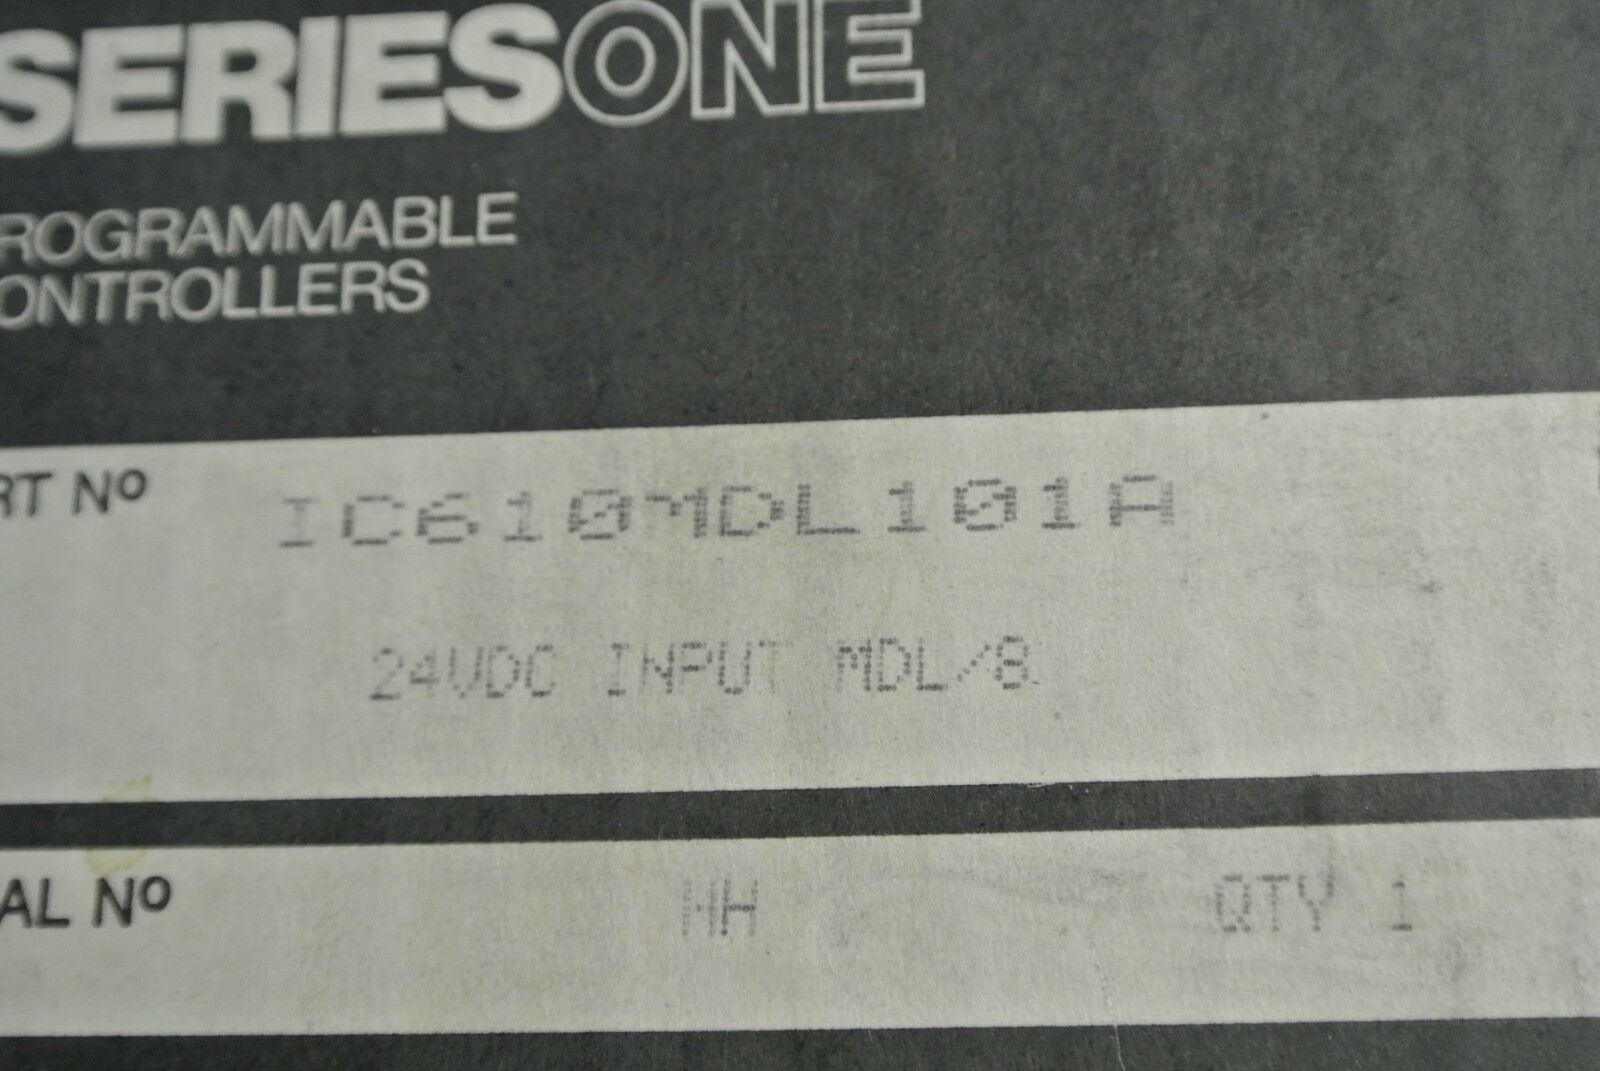 SERIESONE
ROGRAMMABLE
ONTROLLERS
RT Nº
IC610MDL101A
24VDC INPUT MDL/8
AL Nº
HH QTY 1